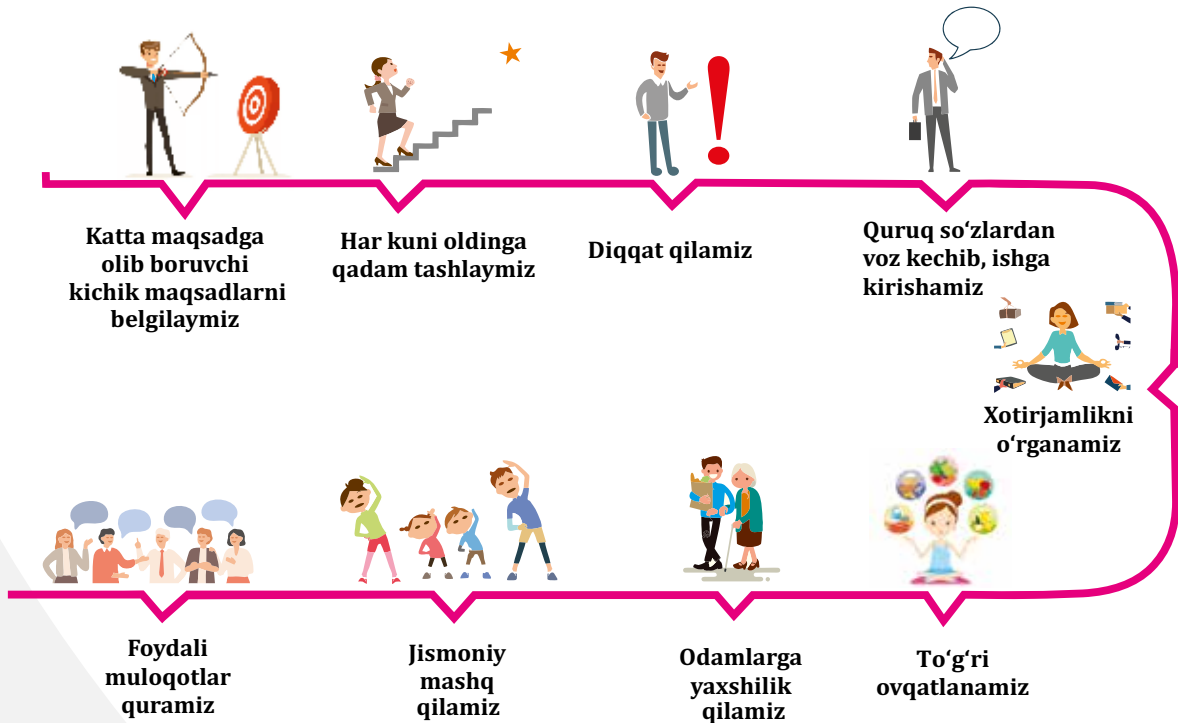 Katta maqsadga
olib boruvchi
kichik maqsadlarni
belgilaymiz
Har kuni oldinga
qadam tashlaymiz
Diqqat qilamiz
Quruq so‘zlardan
voz kechib, ishga
kirishamiz
Xotirjamlikni
o‘rganamiz
Foydali
muloqotlar
quramiz
Jismoniy
mashq
qilamiz
Odamlarga
yaxshilik
qilamiz
To‘g‘ri
ovqatlanamiz